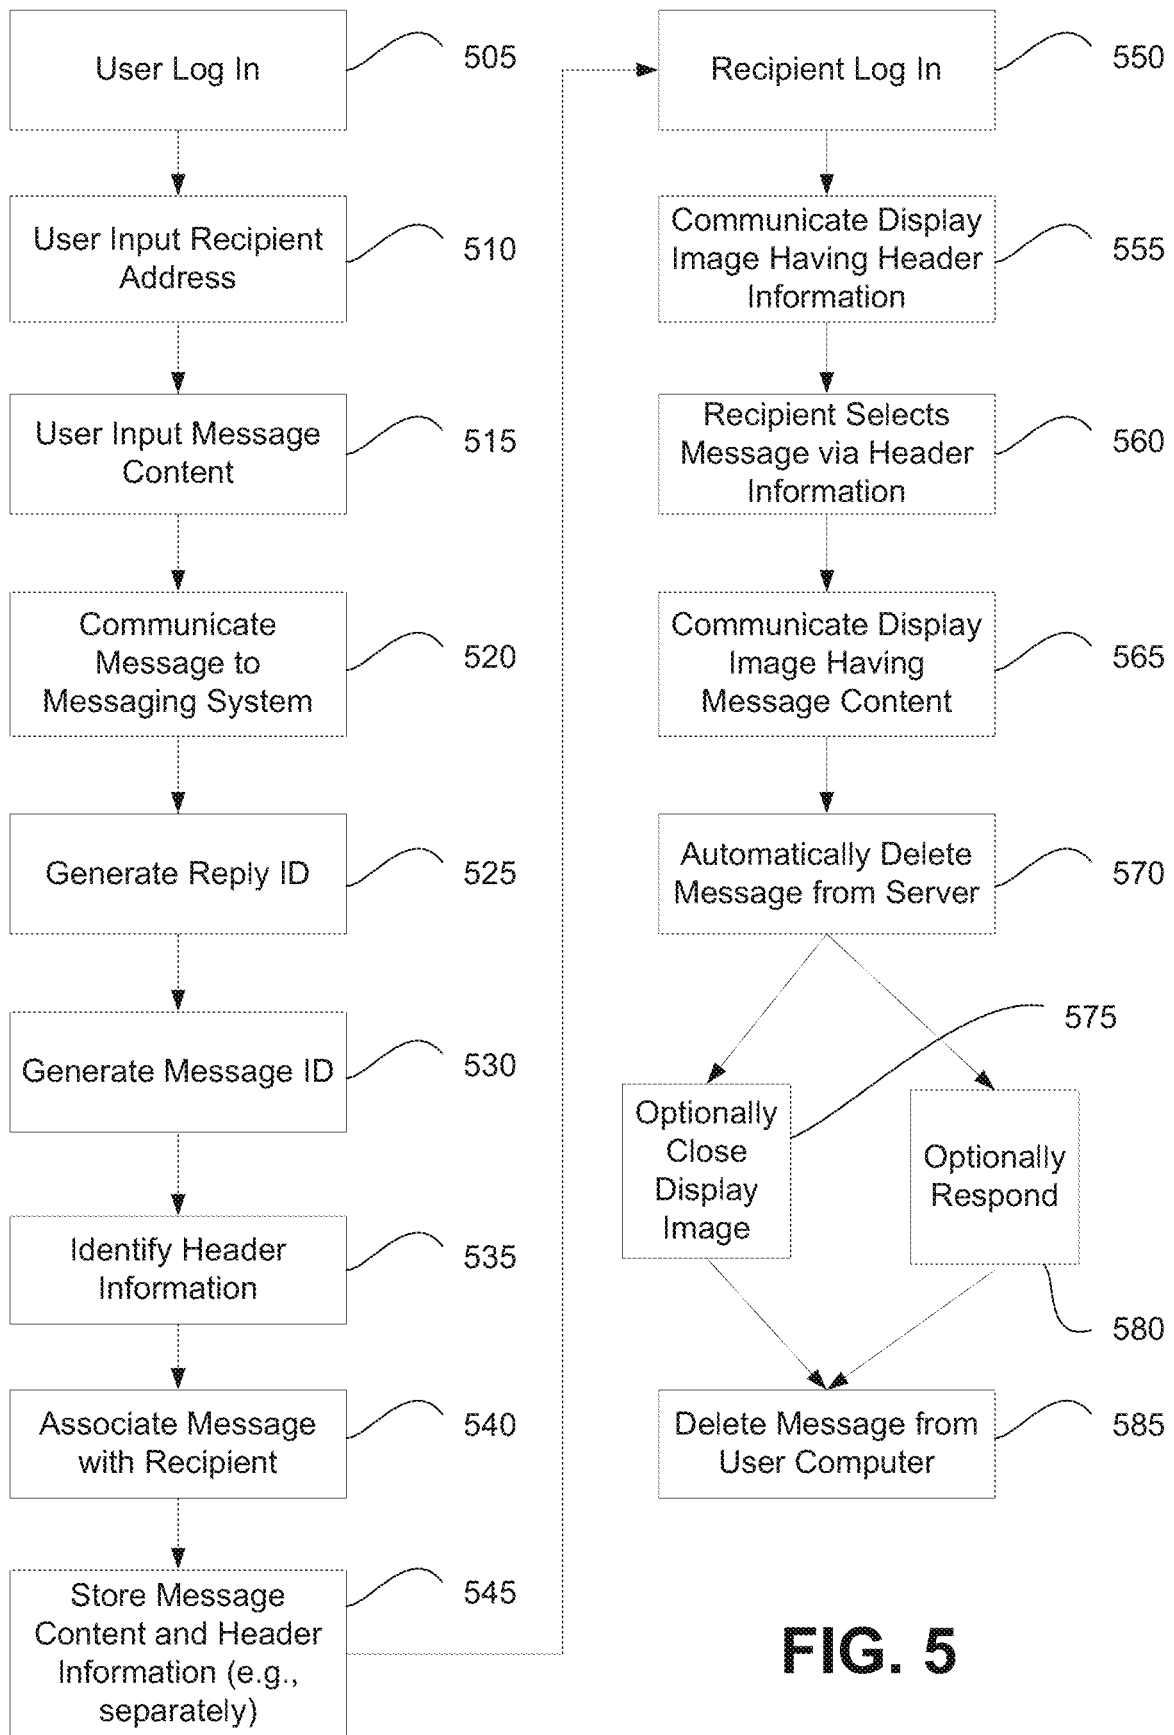 User Log In
505
User Input Recipient
Address
510
User Input Message
Content
515
Communicate
Message to
Messaging System
520
Generate Reply ID
525
Generate Message ID
530
Identify Header
Information
535
Associate Message
with Recipient
540
Store Message
Content and Header
Information (e.g.,
separately)
545
Recipient Log In
550
Communicate Display
Image Having Header
Information
555
Recipient Selects
Message via Header
Information
560
Communicate Display
Image Having
Message Content
565
Automatically Delete
Message from Server
570
Optionally
Close
Display
Image
575
Optionally
Respond
580
Delete Message from
User Computer
585
FIG. 5